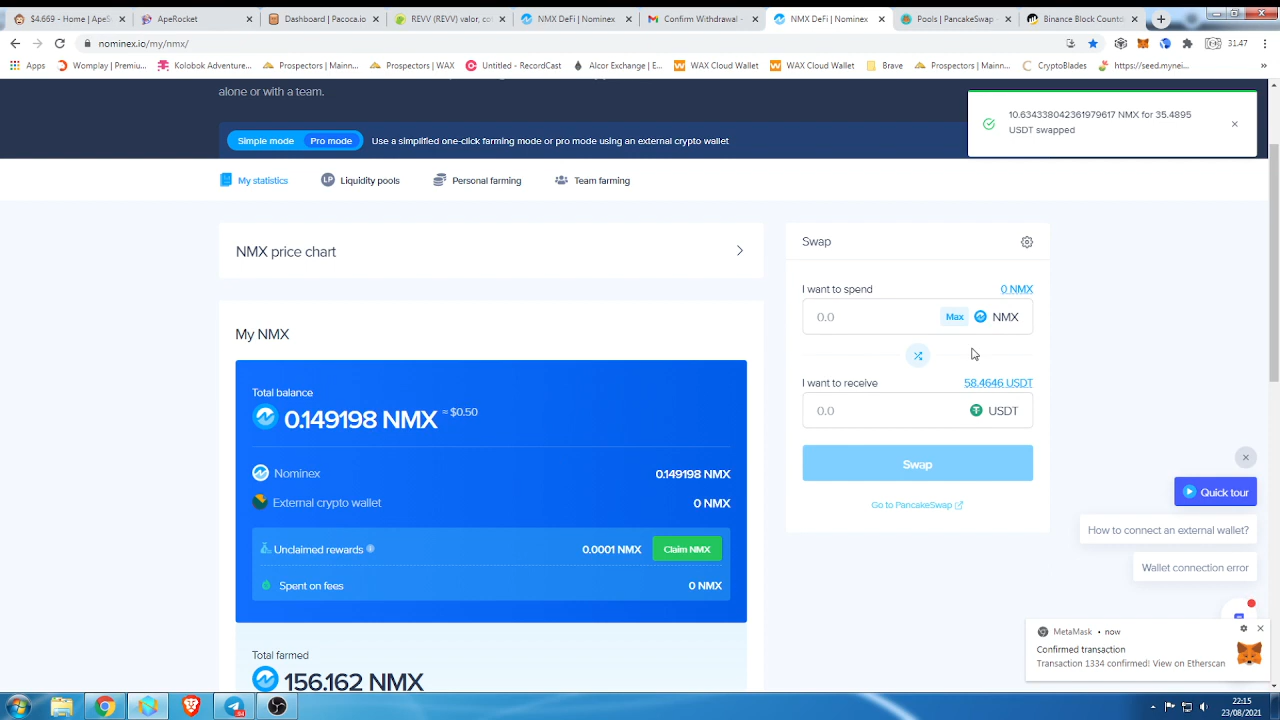 $4.669 - Home | ApeS
ApeRocket
Dashboard | Pacoca.io
REVV (REVV) valor, co
NMX DeFi | Nominex
Confirm Withdrawal -
NMX DeFi | Nominex
Pools | PancakeSwap
Binance Block Counto
nominex.io/my/nmx/
31.47
Apps
Womplay | Premiu...
Kolobok Adventure...
Prospectors | Mainn...
Prospectors | WAX
Untitled - RecordCast
Alcor Exchange | E...
WAX Cloud Wallet
WAX Cloud Wallet
Brave
Prospectors | Mainn...
CryptoBlades
https://seed.mynei...
alone or with a team.
10.634338042361979617 NMX for 35.4895
USDT swapped
Simple mode
Pro mode
Use a simplified one-click farming mode or pro mode using an external crypto wallet
My statistics
LP
Liquidity pools
Personal farming
Team farming
NMX price chart
Swap
I want to spend
0 NMX
0.0
Max
NMX
My NMX
I want to receive
58.4646 USDT
0.0
USDT
Total balance
0.149198 NMX
= $0.50
Nominex
0.149198 NMX
Swap
External crypto wallet
0 NMX
Go to PancakeSwap
Unclaimed rewards
0.0001 NMX
Claim NMX
Spent on fees
0 NMX
Quick tour
How to connect an external wallet?
Wallet connection error
Total farmed
156.162 NMX
MetaMask • now
Confirmed transaction
Transaction 1334 confirmed! View on Etherscan
22:15
23/08/2021